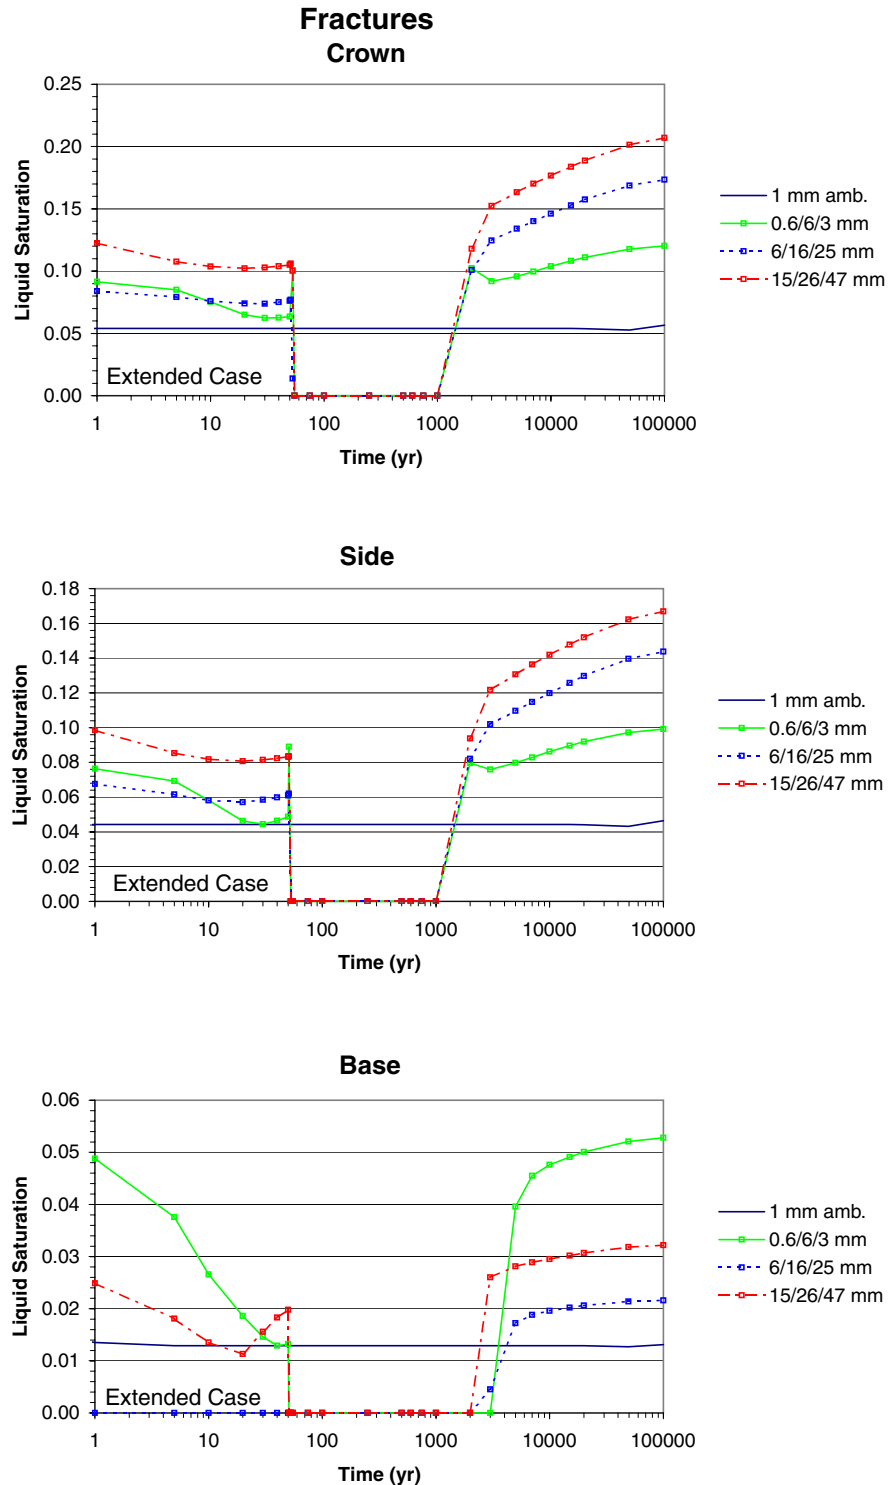 Fractures
Crown
0.25
0.20
0.15
0.10
0.05
0.00
Liquid Saturation
Extended Case
1 10 100 1000 10000 100000
Time (yr)
1 mm amb.
0.6/6/3 mm
6/16/25 mm
15/26/47 mm
Side
0.18
0.16
0.14
0.12
0.10
0.08
0.06
0.04
0.02
0.00
Liquid Saturation
Extended Case
1 10 100 1000 10000 100000
Time (yr)
1 mm amb.
0.6/6/3 mm
6/16/25 mm
15/26/47 mm
Base
0.06
0.05
0.04
0.03
0.02
0.01
0.00
Liquid Saturation
Extended Case
1 10 100 1000 10000 100000
Time (yr)
1 mm amb.
0.6/6/3 mm
6/16/25 mm
15/26/47 mm